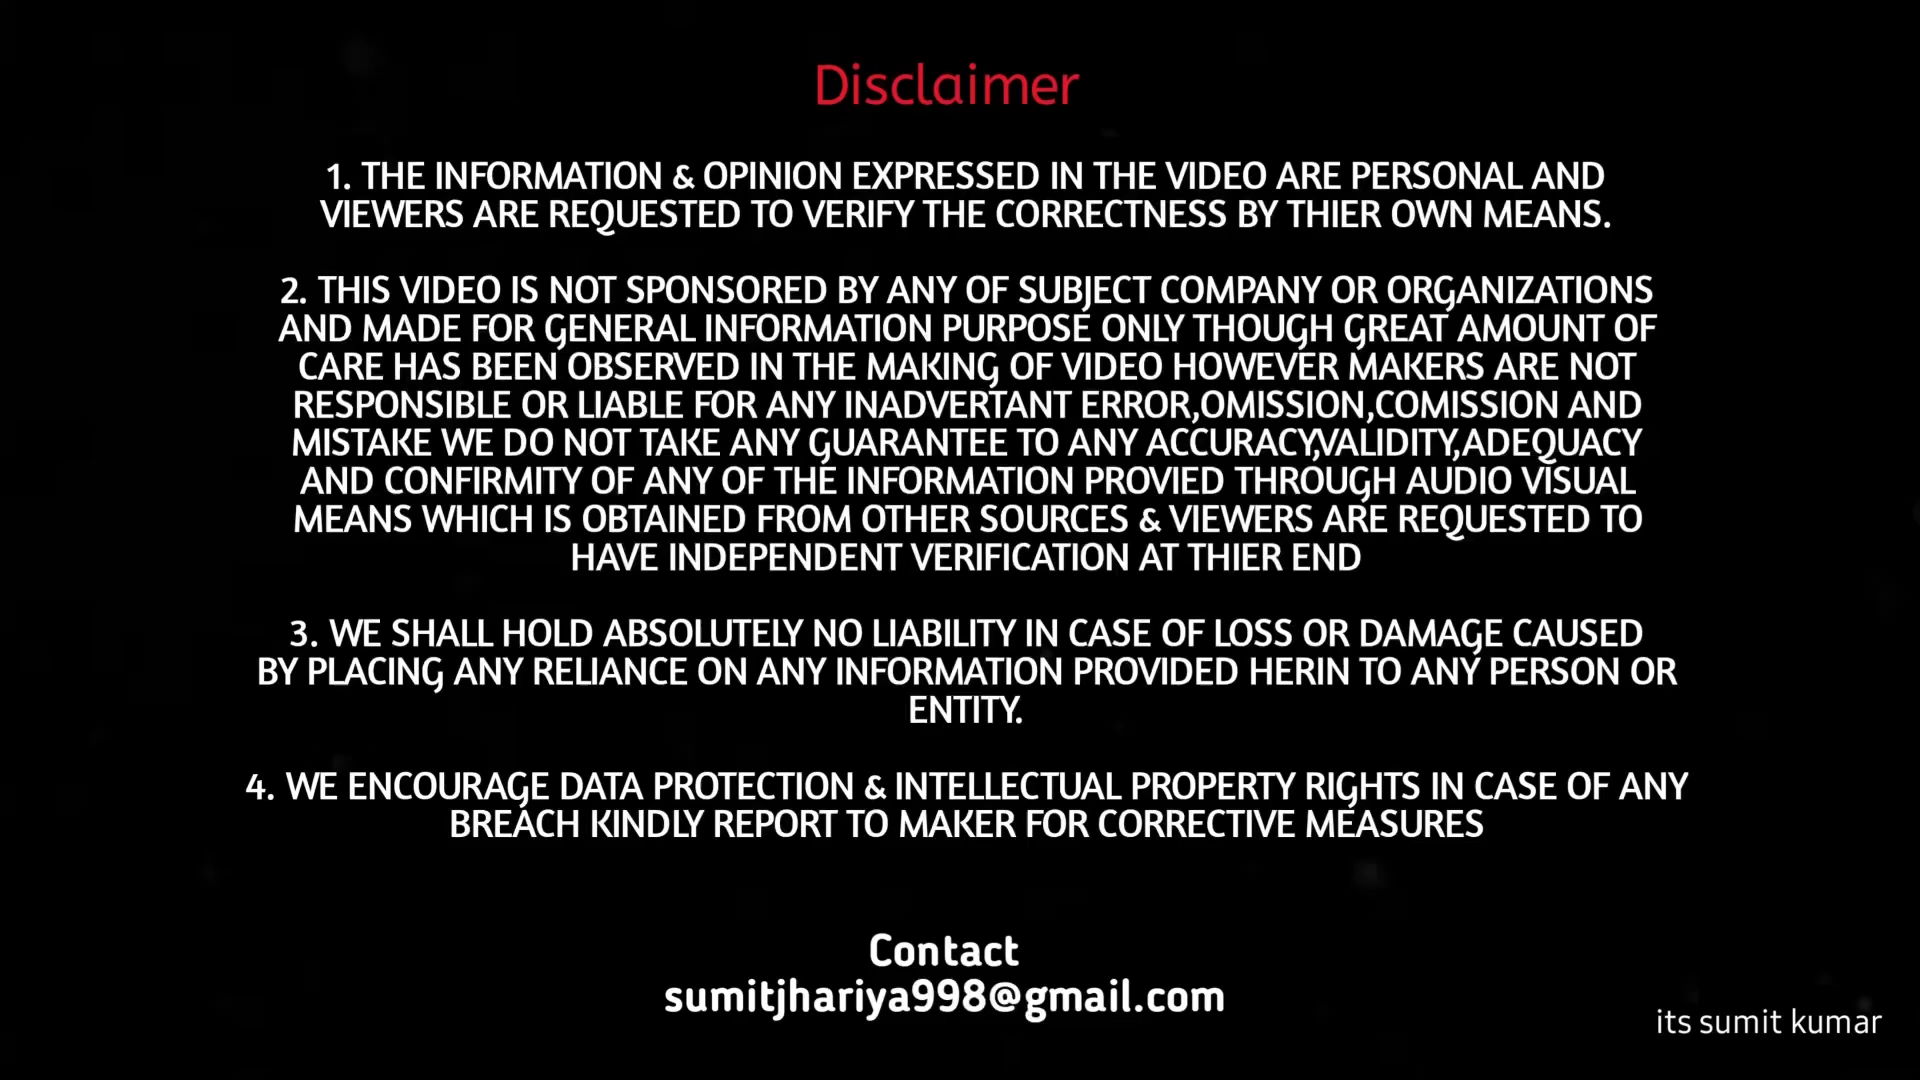 Disclaimer
1. THE INFORMATION & OPINION EXPRESSED IN THE VIDEO ARE PERSONAL AND
VIEWERS ARE REQUESTED TO VERIFY THE CORRECTNESS BY THIER OWN MEANS.
2. THIS VIDEO IS NOT SPONSORED BY ANY OF SUBJECT COMPANY OR ORGANIZATIONS
AND MADE FOR GENERAL INFORMATION PURPOSE ONLY THOUGH GREAT AMOUNT OF
CARE HAS BEEN OBSERVED IN THE MAKING OF VIDEO HOWEVER MAKERS ARE NOT
RESPONSIBLE OR LIABLE FOR ANY INADVERTANT ERROR,OMISSION,COMISSION AND
MISTAKE WE DO NOT TAKE ANY GUARANTEE TO ANY ACCURACY,VALIDITY,ADEQUACY
AND CONFIRMITY OF ANY OF THE INFORMATION PROVIED THROUGH AUDIO VISUAL
MEANS WHICH IS OBTAINED FROM OTHER SOURCES & VIEWERS ARE REQUESTED TO
HAVE INDEPENDENT VERIFICATION AT THIER END
3. WE SHALL HOLD ABSOLUTELY NO LIABILITY IN CASE OF LOSS OR DAMAGE CAUSED
BY PLACING ANY RELIANCE ON ANY INFORMATION PROVIDED HERIN TO ANY PERSON OR
ENTITY.
4. WE ENCOURAGE DATA PROTECTION & INTELLECTUAL PROPERTY RIGHTS IN CASE OF ANY
BREACH KINDLY REPORT TO MAKER FOR CORRECTIVE MEASURES
Contact
sumitjhariya998@gmail.com
its sumit kumar